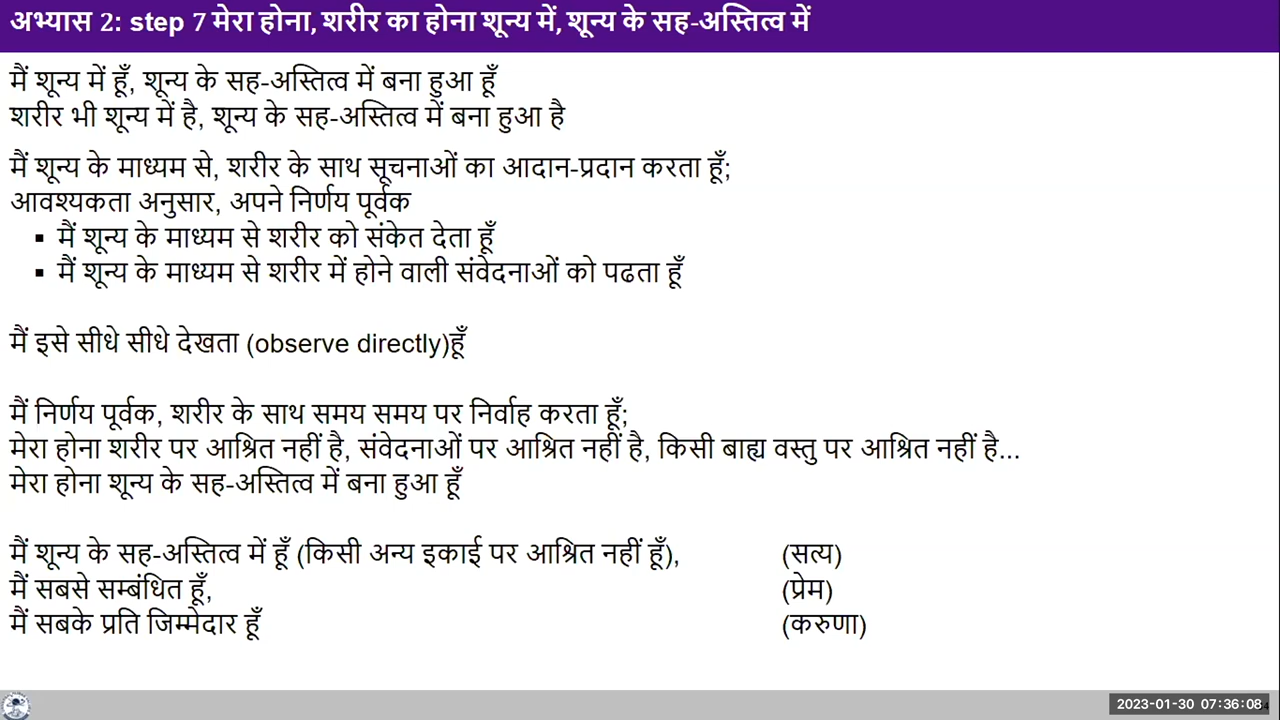 अभ्यास 2: step 7 मेरा होना, शरीर का होना शून्य में, शून्य के सह-अस्तित्व में
मैं शून्य में हूँ, शून्य के सह-अस्तित्व में बना हुआ हूँ
शरीर भी शून्य में है, शून्य के सह-अस्तित्व में बना हुआ है
मैं शून्य के माध्यम से, शरीर के साथ सूचनाओं का आदान-प्रदान करता हूँ;
आवश्यकता अनुसार, अपने निर्णय पूर्वक
▪ मैं शून्य के माध्यम से शरीर को संकेत देता हूँ
▪ मैं शून्य के माध्यम से शरीर में होने वाली संवेदनाओं को पढता हूँ
मैं इसे सीधे सीधे देखता (observe directly)हूँ
मैं निर्णय पूर्वक, शरीर के साथ समय समय पर निर्वाह करता हूँ;
मेरा होना शरीर पर आश्रित नहीं है, संवेदनाओं पर आश्रित नहीं है, किसी बाह्य वस्तु पर आश्रित नहीं है...
मेरा होना शून्य के सह-अस्तित्व में बना हुआ हूँ
मैं शून्य के सह-अस्तित्व में हूँ (किसी अन्य इकाई पर आश्रित नहीं हूँ), (सत्य)
मैं सबसे सम्बंधित हूँ, (प्रेम)
मैं सबके प्रति जिम्मेदार हूँ (करुणा)
2023-01-30 07:36:08